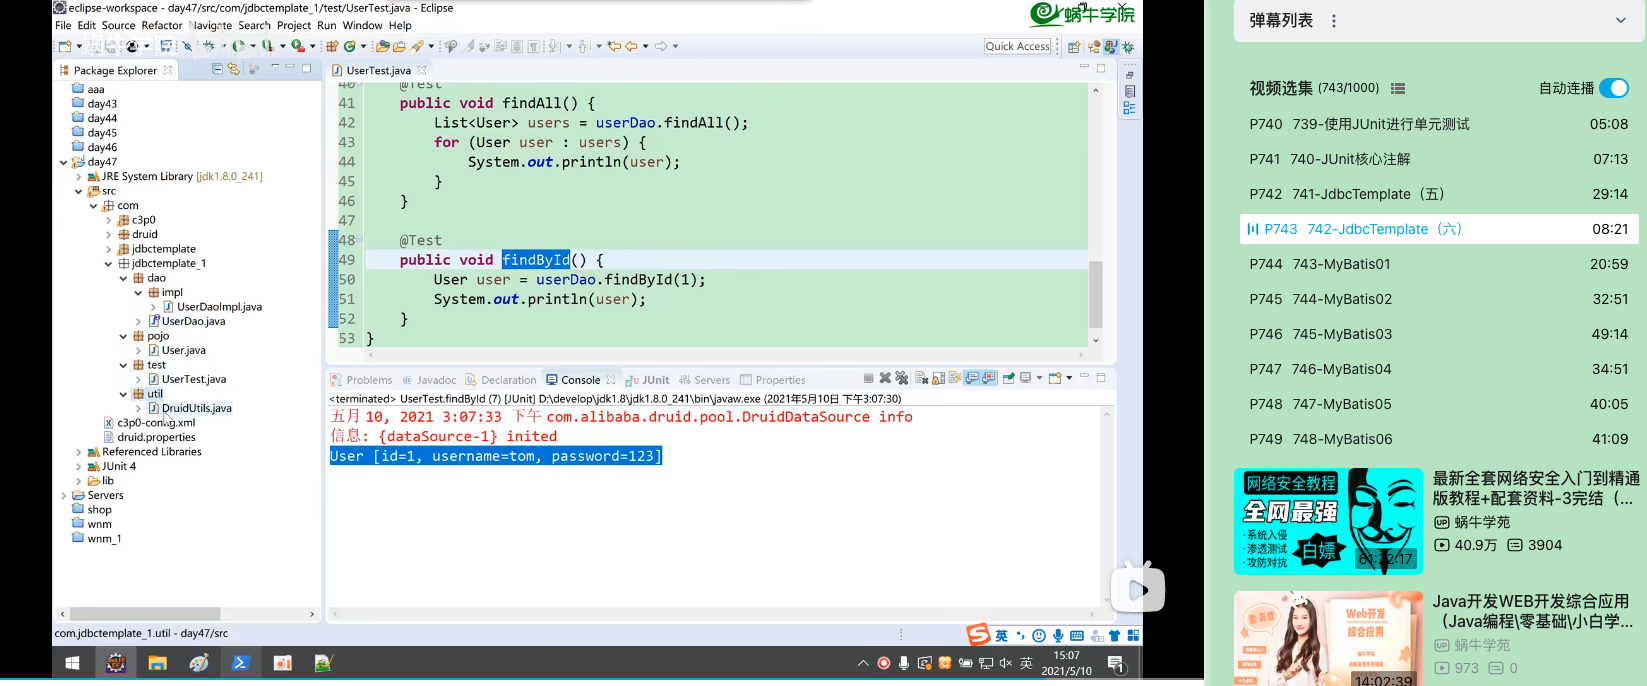 eclipse-workspace - day47/src/com/jdbctemplate_1/test/UserTest.java - Eclipse
蜗牛学院
File Edit Source Refactor Navigate Search Project Run Window Help
Quick Access
Package Explorer
aaa
day43
day44
day45
day46
day47
JRE System Library [jdk1.8.0_241]
src
com
c3p0
druid
jdbctemplate
jdbctemplate_1
dao
impl
UserDaoImpl.java
UserDao.java
pojo
User.java
test
UserTest.java
util
DruidUtils.java
c3p0-config.xml
druid.properties
Referenced Libraries
JUnit 4
lib
Servers
shop
wnm
wnm_1
UserTest.java
40 @Test
41 public void findAll() {
42 List<User> users = userDao.findAll();
43 for (User user : users) {
44 System.out.println(user);
45 }
46 }
47
48 @Test
49 public void findById() {
50 User user = userDao.findById(1);
51 System.out.println(user);
52 }
53 }
Problems @ Javadoc Declaration Console JUnit Servers Properties
<terminated> UserTest.findById (7) [JUnit] D:\develop\jdk1.8\jdk1.8.0_241\bin\javaw.exe (2021年5月10日 下午3:07:30)
五月 10, 2021 3:07:33 下午 com.alibaba.druid.pool.DruidDataSource info
信息: {dataSource-1} inited
User [id=1, username=tom, password=123]
com.jdbctemplate_1.util - day47/src
S 英
英
15:07
2021/5/10
1
弹幕列表
视频选集 (743/1000)
自动连播
P740 739-使用JUnit进行单元测试 05:08
P741 740-JUnit核心注解 07:13
P742 741-JdbcTemplate（五） 29:14
P743 742-JdbcTemplate（六） 08:21
P744 743-MyBatis01 20:59
P745 744-MyBatis02 32:51
P746 745-MyBatis03 49:14
P747 746-MyBatis04 34:51
P748 747-MyBatis05 40:05
P749 748-MyBatis06 41:09
网络安全教程
全网最强
·系统入侵
·渗透测试
·攻防对抗
白嫖
61:22:17
最新全套网络安全入门到精通
版教程+配套资料-3完结（...
UP 蜗牛学苑
40.9万 3904
Web开发
综合应用
14:02:39
Java开发WEB开发综合应用
（Java编程\零基础\小白学...
UP 蜗牛学苑
973 0